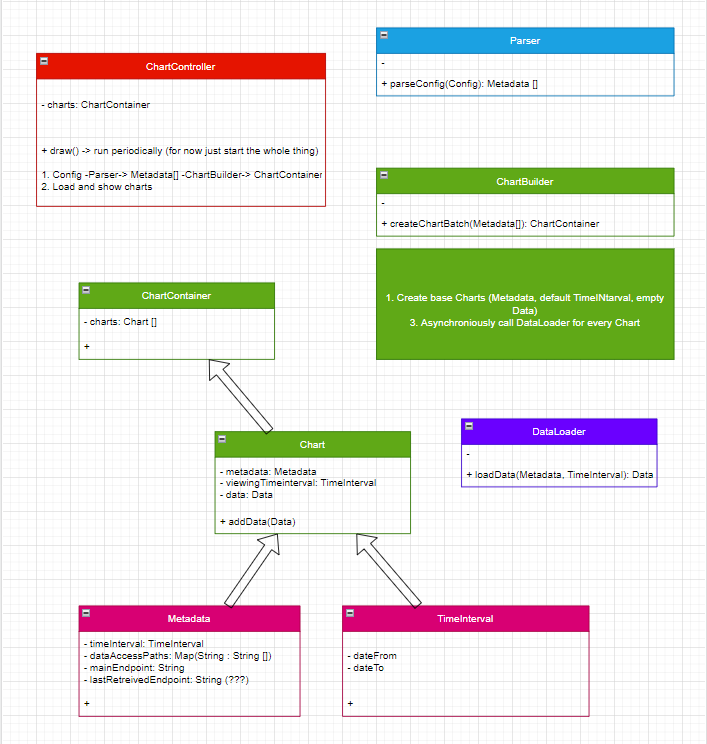 ChartController
- charts: ChartContainer
+ draw() -> run periodically (for now just start the whole thing)
1. Config -Parser-> Metadata[] -ChartBuilder-> ChartContainer
2. Load and show charts
Parser
-
+ parseConfig(Config): Metadata []
ChartBuilder
-
+ createChartBatch(Metadata[]): ChartContainer
1. Create base Charts (Metadata, default TimeINtarval, empty
Data)
3. Asynchroniously call DataLoader for every Chart
ChartContainer
- charts: Chart []
+
Chart
- metadata: Metadata
- viewingTimeinterval: TimeInterval
- data: Data
+ addData(Data)
DataLoader
-
+ loadData(Metadata, TimeInterval): Data
Metadata
- timeInterval: TimeInterval
- dataAccessPaths: Map(String : String [])
- mainEndpoint: String
- lastRetreivedEndpoint: String (???)
+
TimeInterval
- dateFrom
- dateTo
+